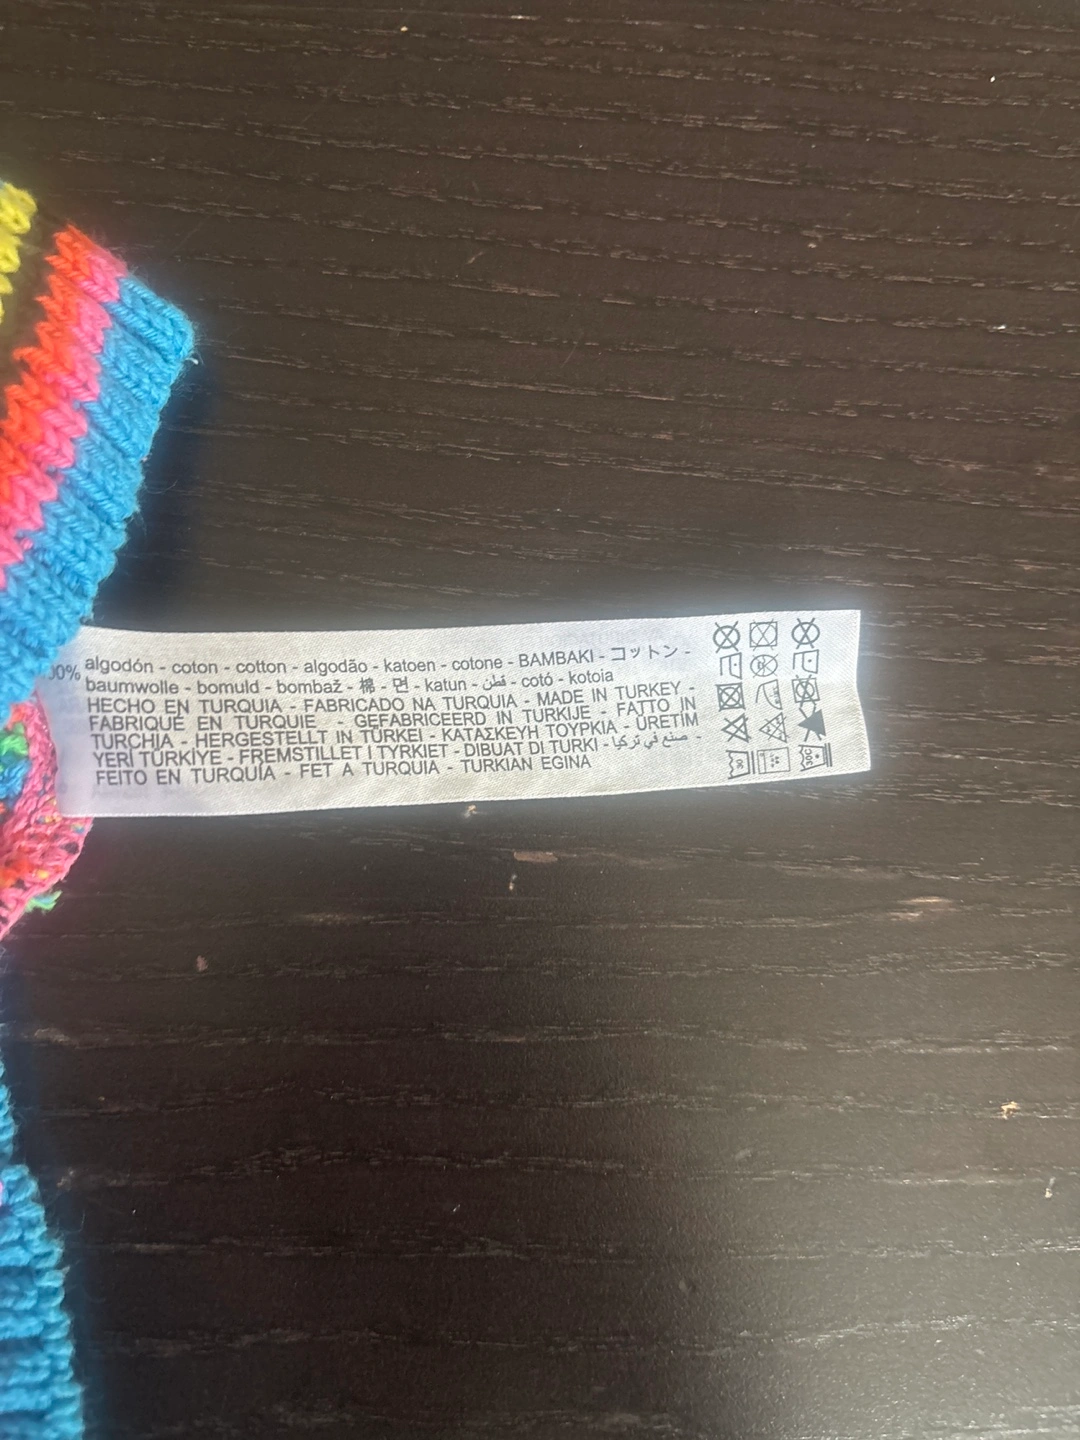 00% algodón - coton - cotton - algodão - katoen - cotone - BAMBAKI - コットン -
baumwolle - bomuld - bombaž - 棉 - 면 - katun - قطن - cotó - kotoia
HECHO EN TURQUIA - FABRICADO NA TURQUIA - MADE IN TURKEY -
FABRIQUÉ EN TURQUIE - GEFABRICEERD IN TURKIJE - FATTO IN
TURCHIA - HERGESTELLT IN TÜRKEI - ΚΑΤΑΣΚΕΥΗ ΤΟΥΡΚΙΑ - ÜRETİM
YERİ TÜRKİYE - FREMSTILLET I TYRKIET - DIBUAT DI TURKI - صنع في تركيا -
FEITO EN TURQUÍA - FET A TURQUIA - TURKIAN EGINA